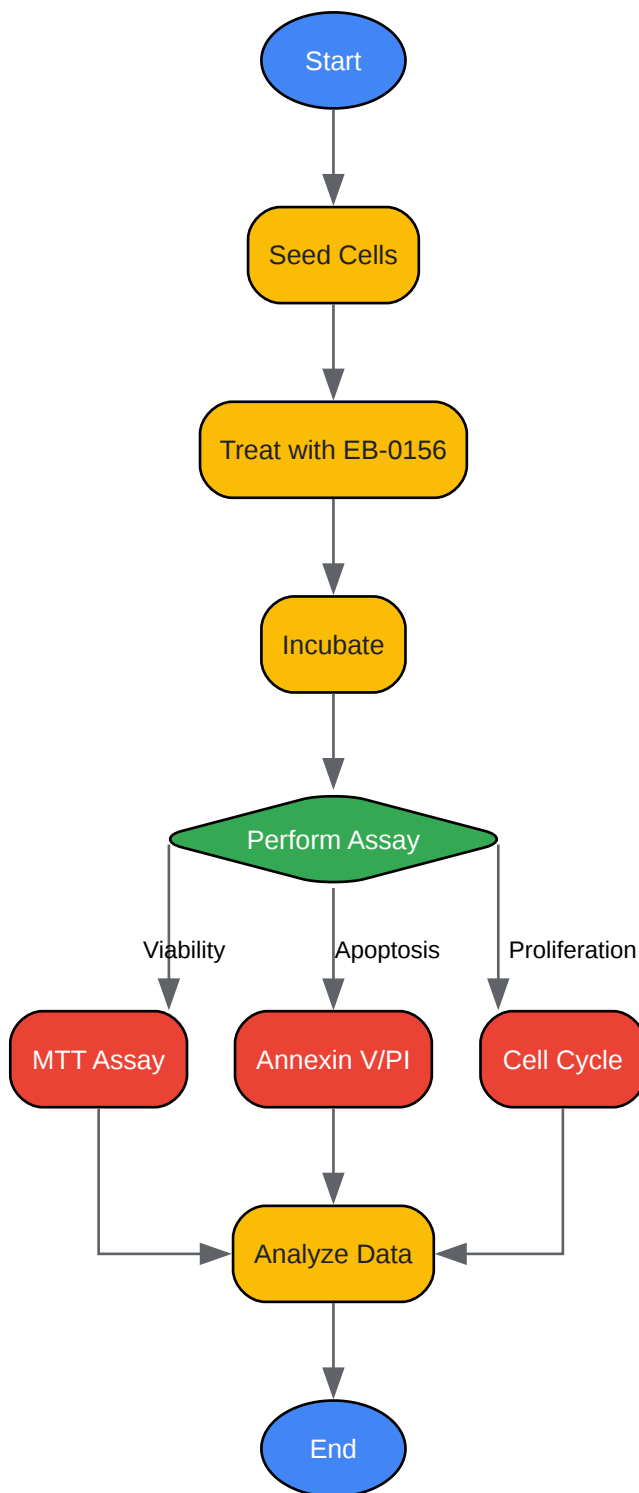 Start
Seed Cells
Treat with EB-0156
Incubate
Perform Assay
Viability
Apoptosis
Proliferation
MTT Assay
Annexin V/PI
Cell Cycle
Analyze Data
End